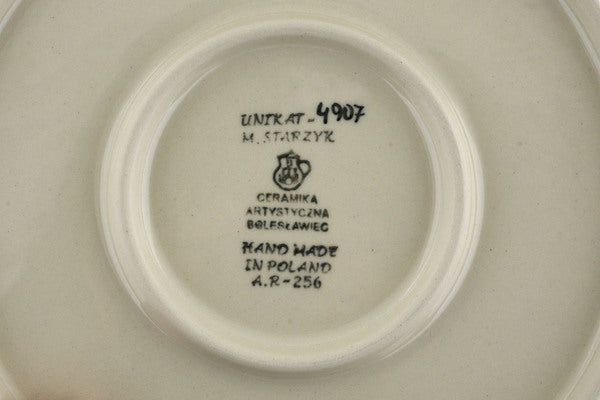 UNIKAT-4907
M. STARZYK
CERAMIKA
ARTYSTYCZNA
BOLESŁAWIEC
HAND MADE
IN POLAND
A.R-256